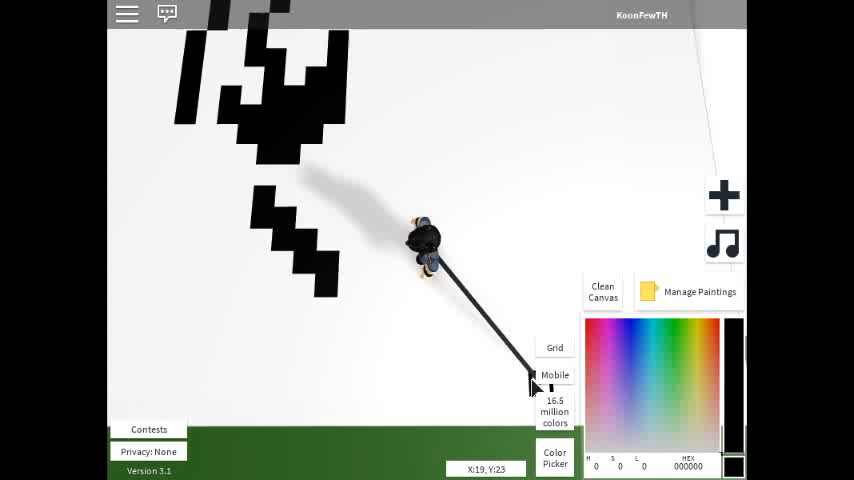 KoonFewTH
Clean
Canvas
Manage Paintings
Grid
Mobile
16.5
million
colors
Color
Picker
H S L HEX
0 0 0 000000
Contests
Privacy: None
Version 3.1
X:19, Y:23